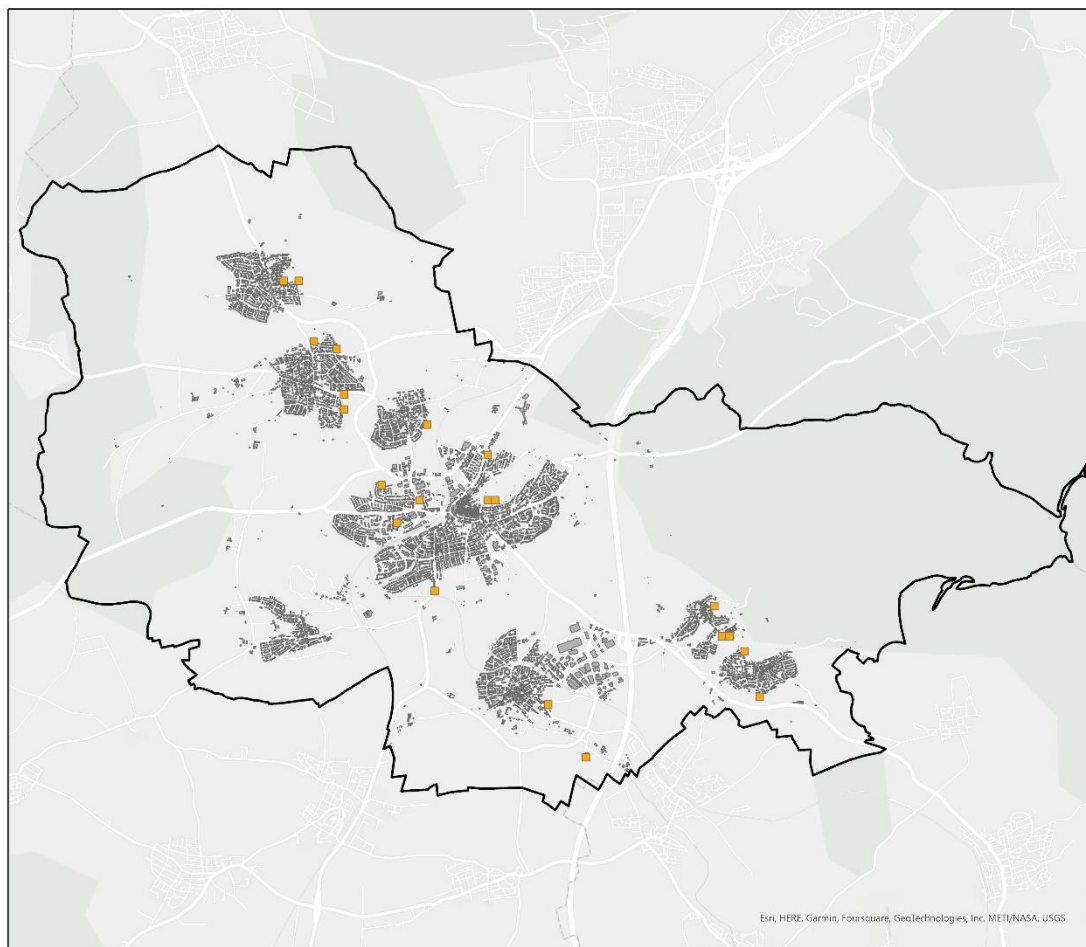 Esri, HERE, Garmin, Foursquare, GeoTechnologies, Inc, METI/NASA, USGS